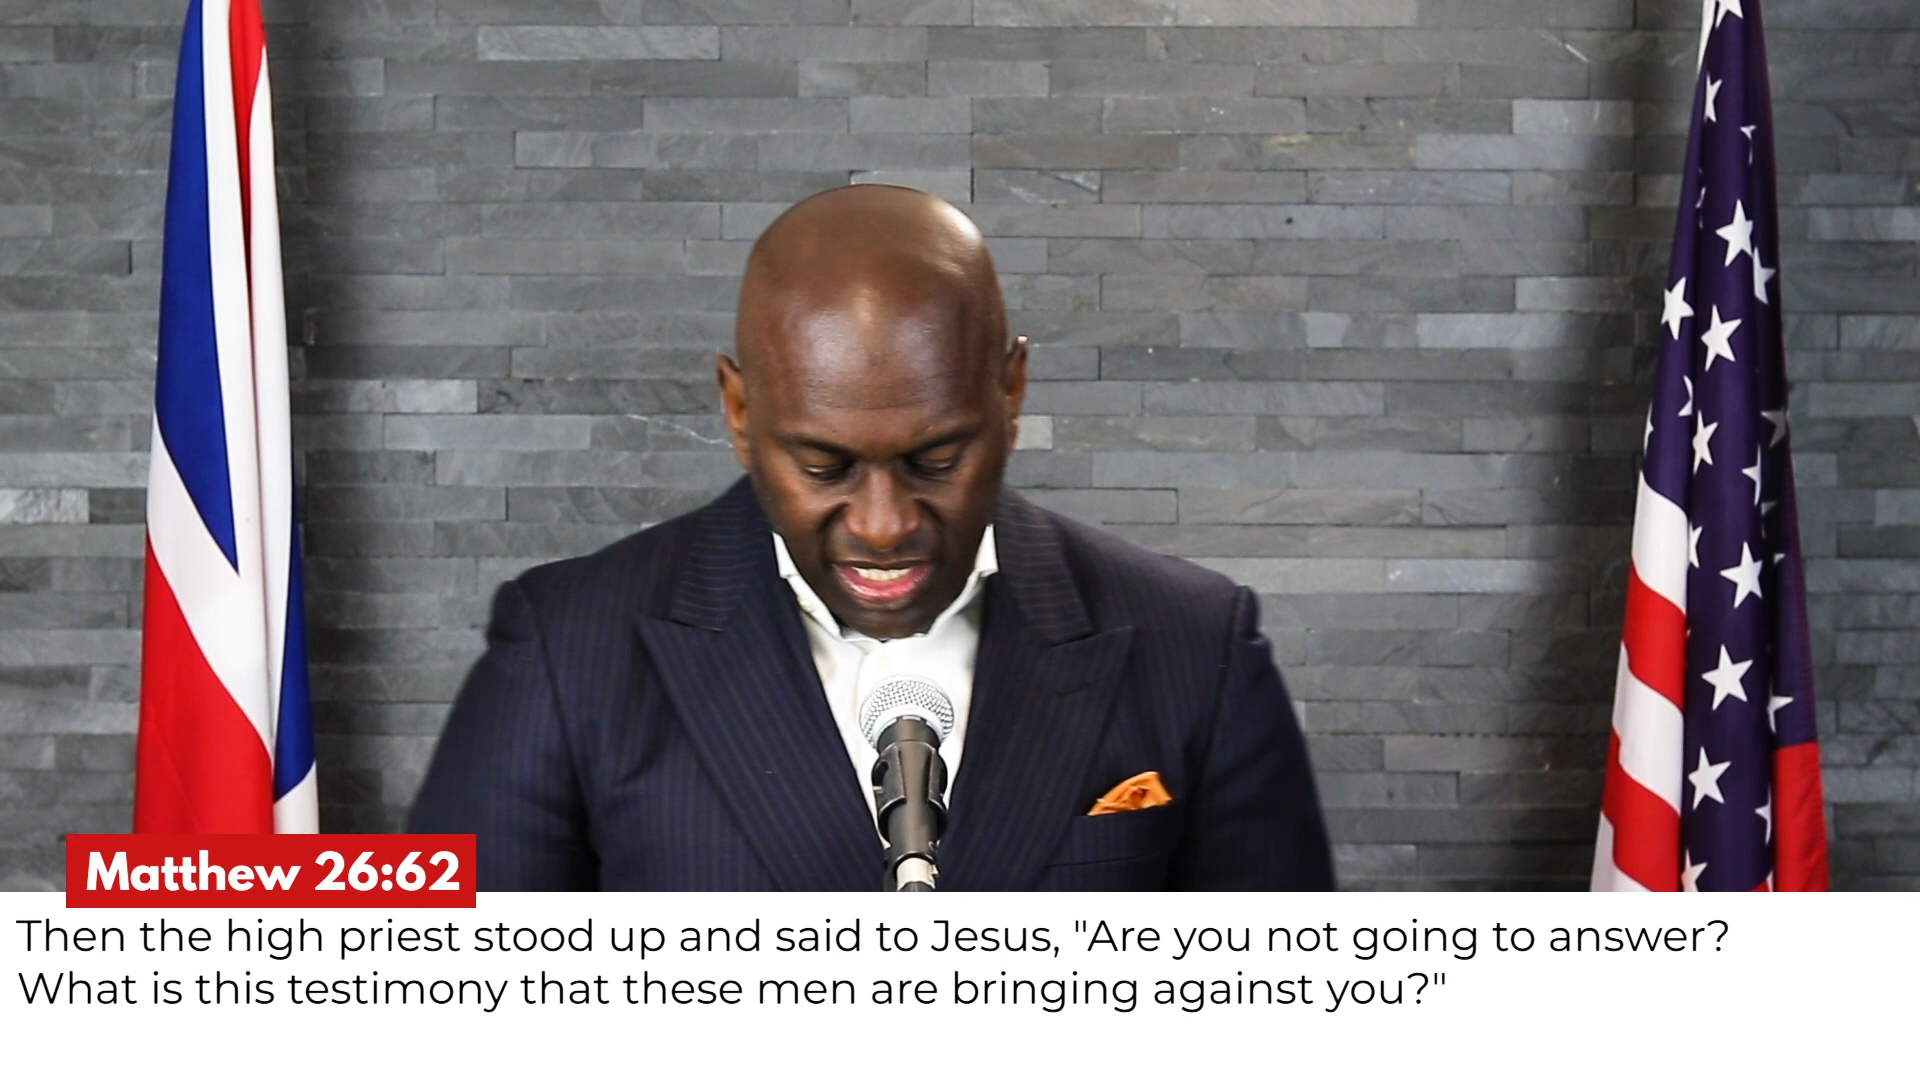 Matthew 26:62
Then the high priest stood up and said to Jesus, "Are you not going to answer?
What is this testimony that these men are bringing against you?"